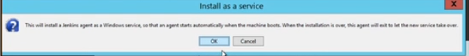 Install as a service
X
This will install a Jenkins agent as a Windows service, so that an agent starts automatically when the machine boots. When the installation is over, this agent will exit to let the new service take over.
OK Cancel